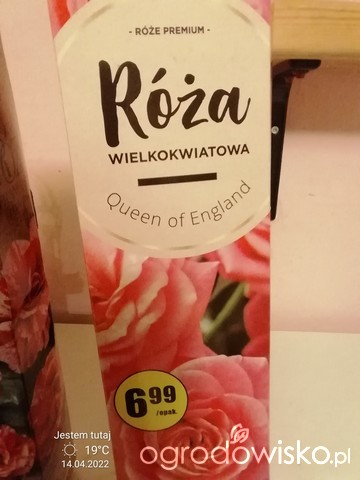 - RÓŻE PREMIUM -
Róża
WIELKOKWIATOWA
Queen of England
6 99
/opak.
Jestem tutaj
19°C
14.04.2022
ogrodowisko.pl